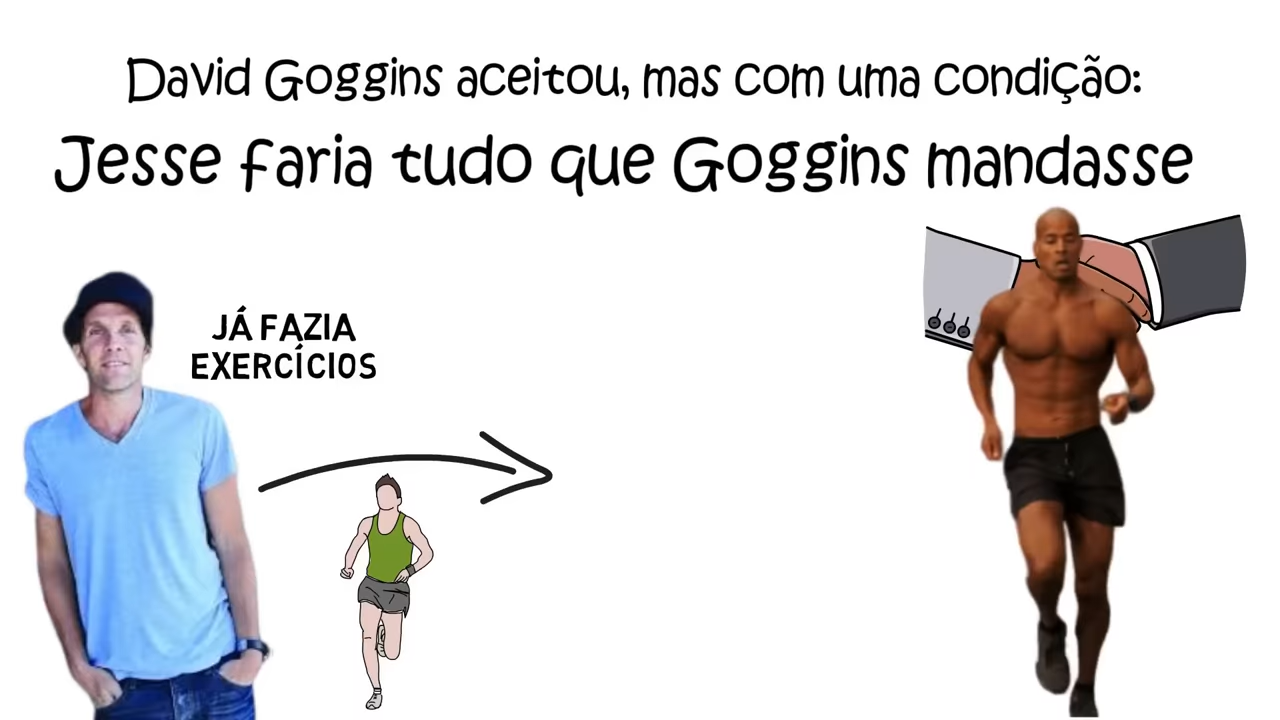 David Goggins aceitou, mas com uma condição:
Jesse faria tudo que Goggins mandasse
JÁ FAZIA
EXERCÍCIOS